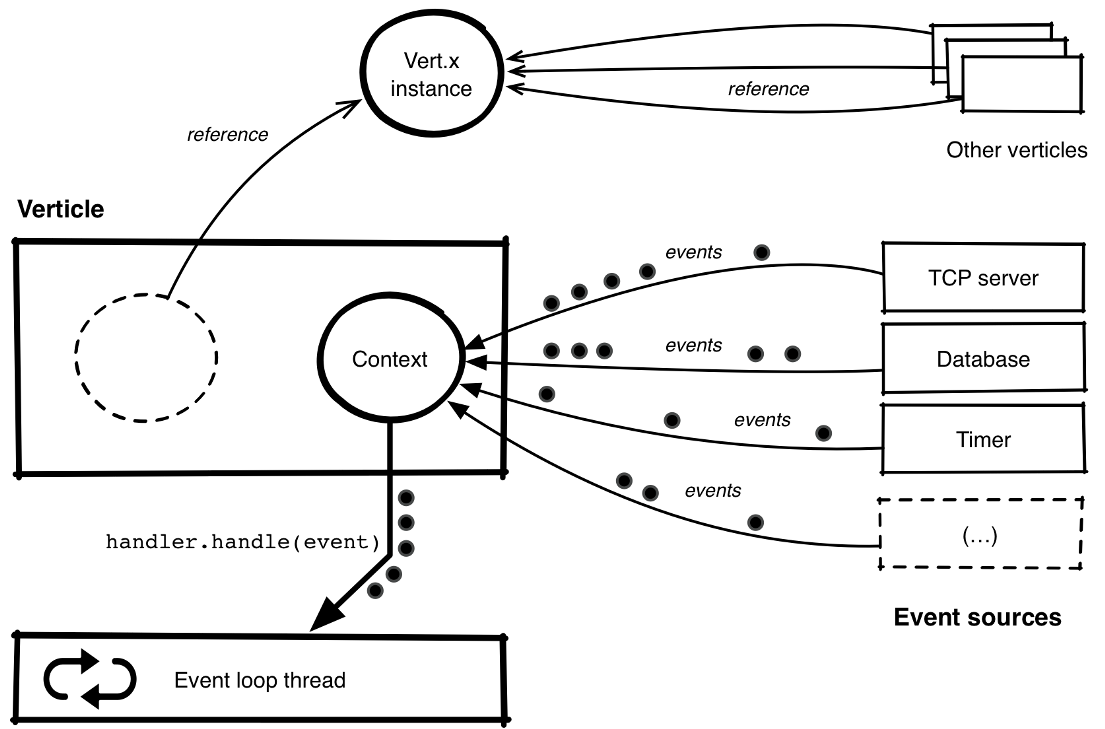 Vert.x
instance
reference
reference
Other verticles
Verticle
events
TCP server
Context
events
Database
events
Timer
events
(...)
handler.handle(event)
Event sources
Event loop thread